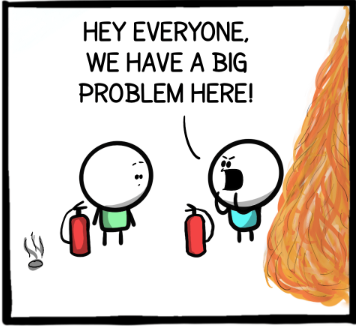 HEY EVERYONE,
WE HAVE A BIG
PROBLEM HERE!